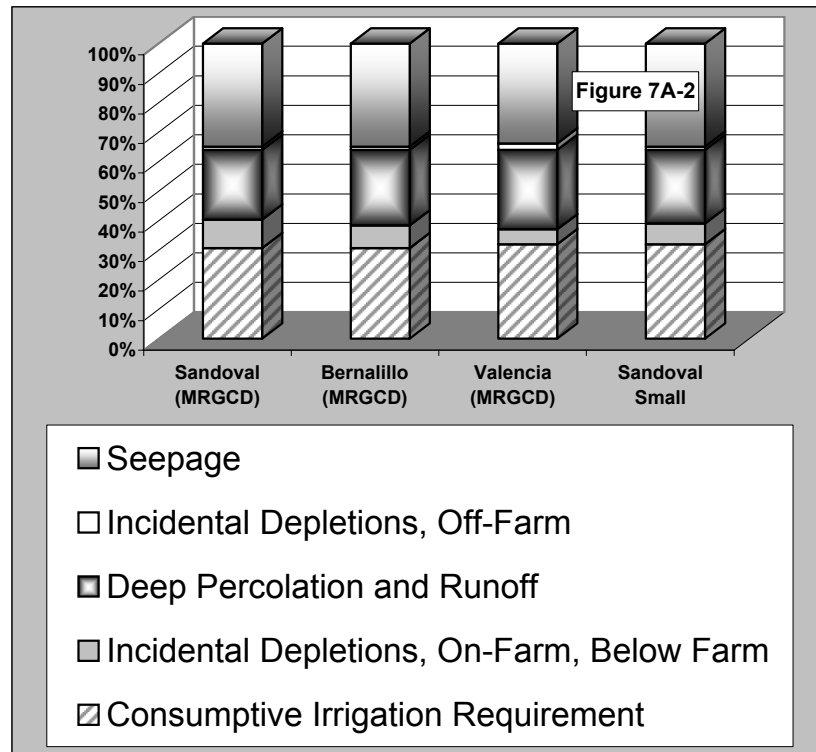 100%
90%
80%
70%
60%
50%
40%
30%
20%
10%
0%
Figure 7A-2
Sandoval (MRGCD)
Bernalillo (MRGCD)
Valencia (MRGCD)
Sandoval Small
Seepage
Incidental Depletions, Off-Farm
Deep Percolation and Runoff
Incidental Depletions, On-Farm, Below Farm
Consumptive Irrigation Requirement